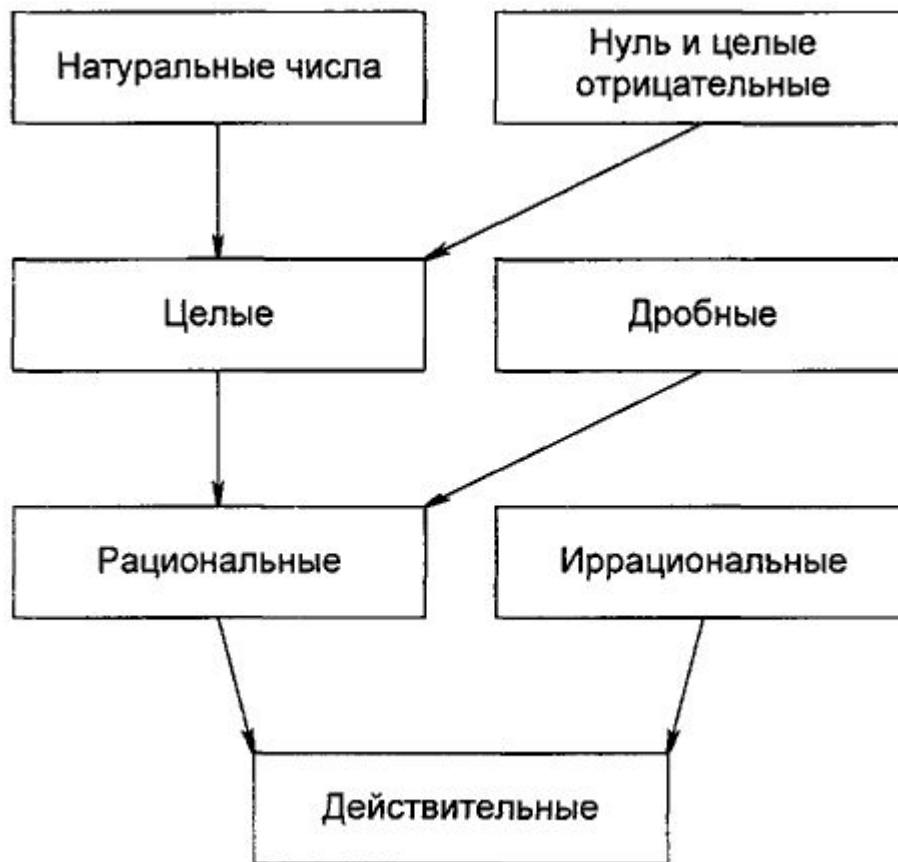 Натуральные числа
Нуль и целые
отрицательные
Целые
Дробные
Рациональные
Иррациональные
Действительные